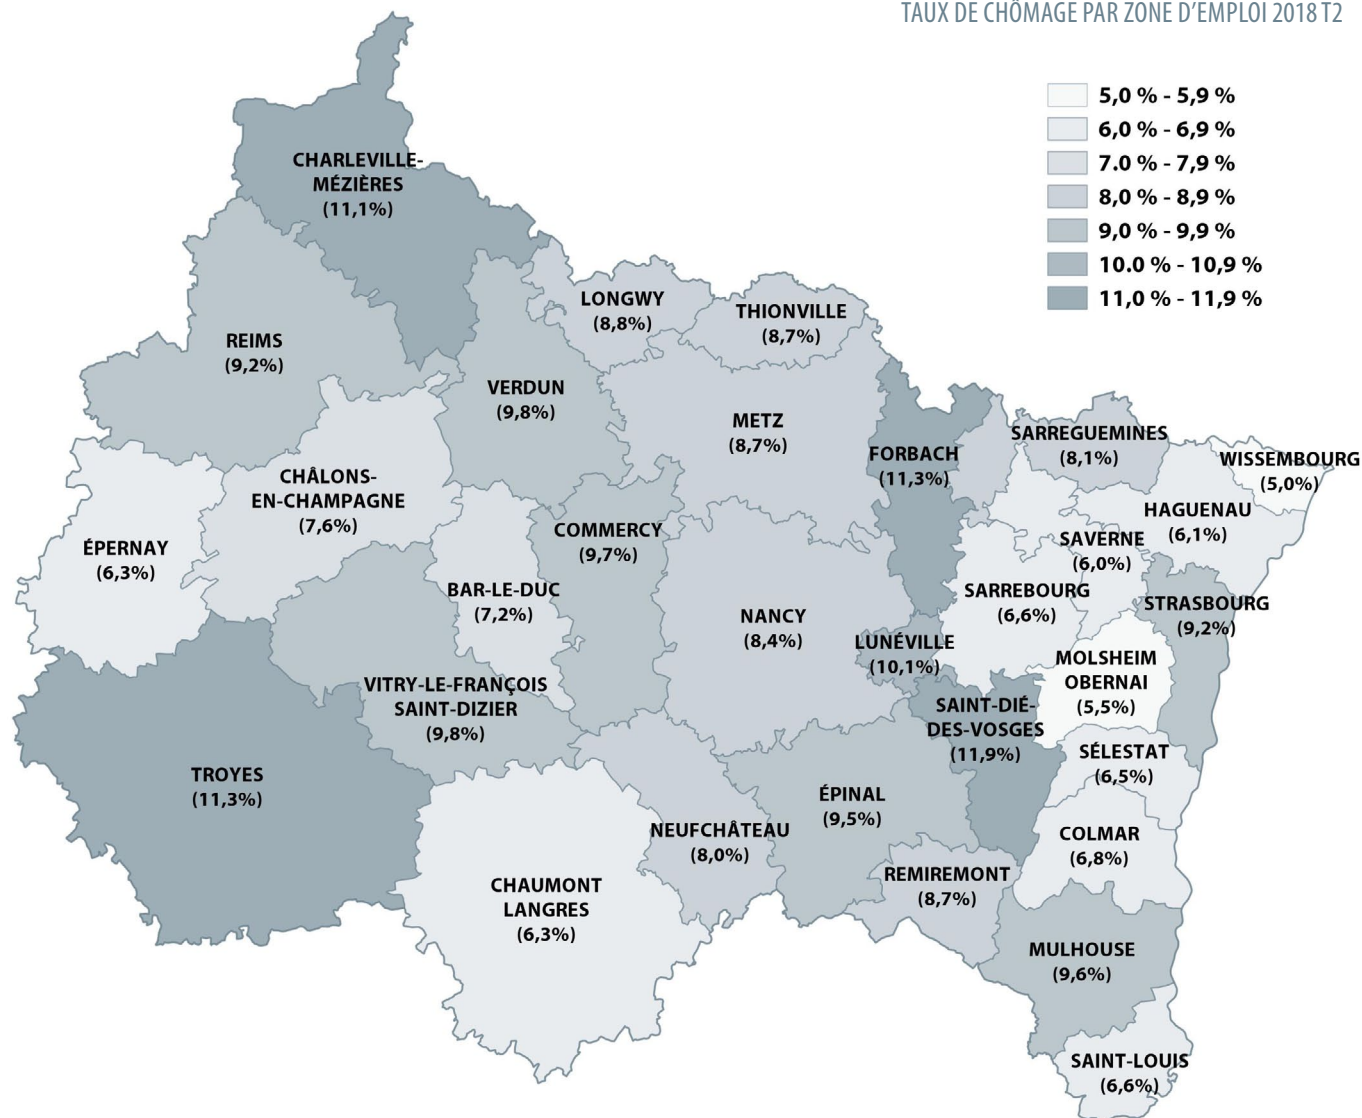 TAUX DE CHÔMAGE PAR ZONE D'EMPLOI 2018 T2
5,0 % - 5,9 %
6,0 % - 6,9 %
7.0 % - 7,9 %
8,0 % - 8,9 %
9,0 % - 9,9 %
10.0 % - 10,9 %
11,0 % - 11,9 %
CHARLEVILLE-
MÉZIÈRES
(11,1%)
REIMS
(9,2%)
LONGWY
(8,8%)
THIONVILLE
(8,7%)
VERDUN
(9,8%)
METZ
(8,7%)
FORBACH
(11,3%)
SARREGUEMINES
(8,1%)
WISSEMBOURG
(5,0%)
HAGUENAU
(6,1%)
CHÂLONS-
EN-CHAMPAGNE
(7,6%)
ÉPERNAY
(6,3%)
COMMERCY
(9,7%)
SAVERNE
(6,0%)
BAR-LE-DUC
(7,2%)
NANCY
(8,4%)
SARREBOURG
(6,6%)
STRASBOURG
(9,2%)
LUNÉVILLE
(10,1%)
MOLSHEIM
OBERNAI
(5,5%)
VITRY-LE-FRANÇOIS
SAINT-DIZIER
(9,8%)
SAINT-DIÉ-
DES-VOSGES
(11,9%)
SÉLESTAT
(6,5%)
TROYES
(11,3%)
ÉPINAL
(9,5%)
NEUFCHÂTEAU
(8,0%)
COLMAR
(6,8%)
REMIREMONT
(8,7%)
CHAUMONT
LANGRES
(6,3%)
MULHOUSE
(9,6%)
SAINT-LOUIS
(6,6%)